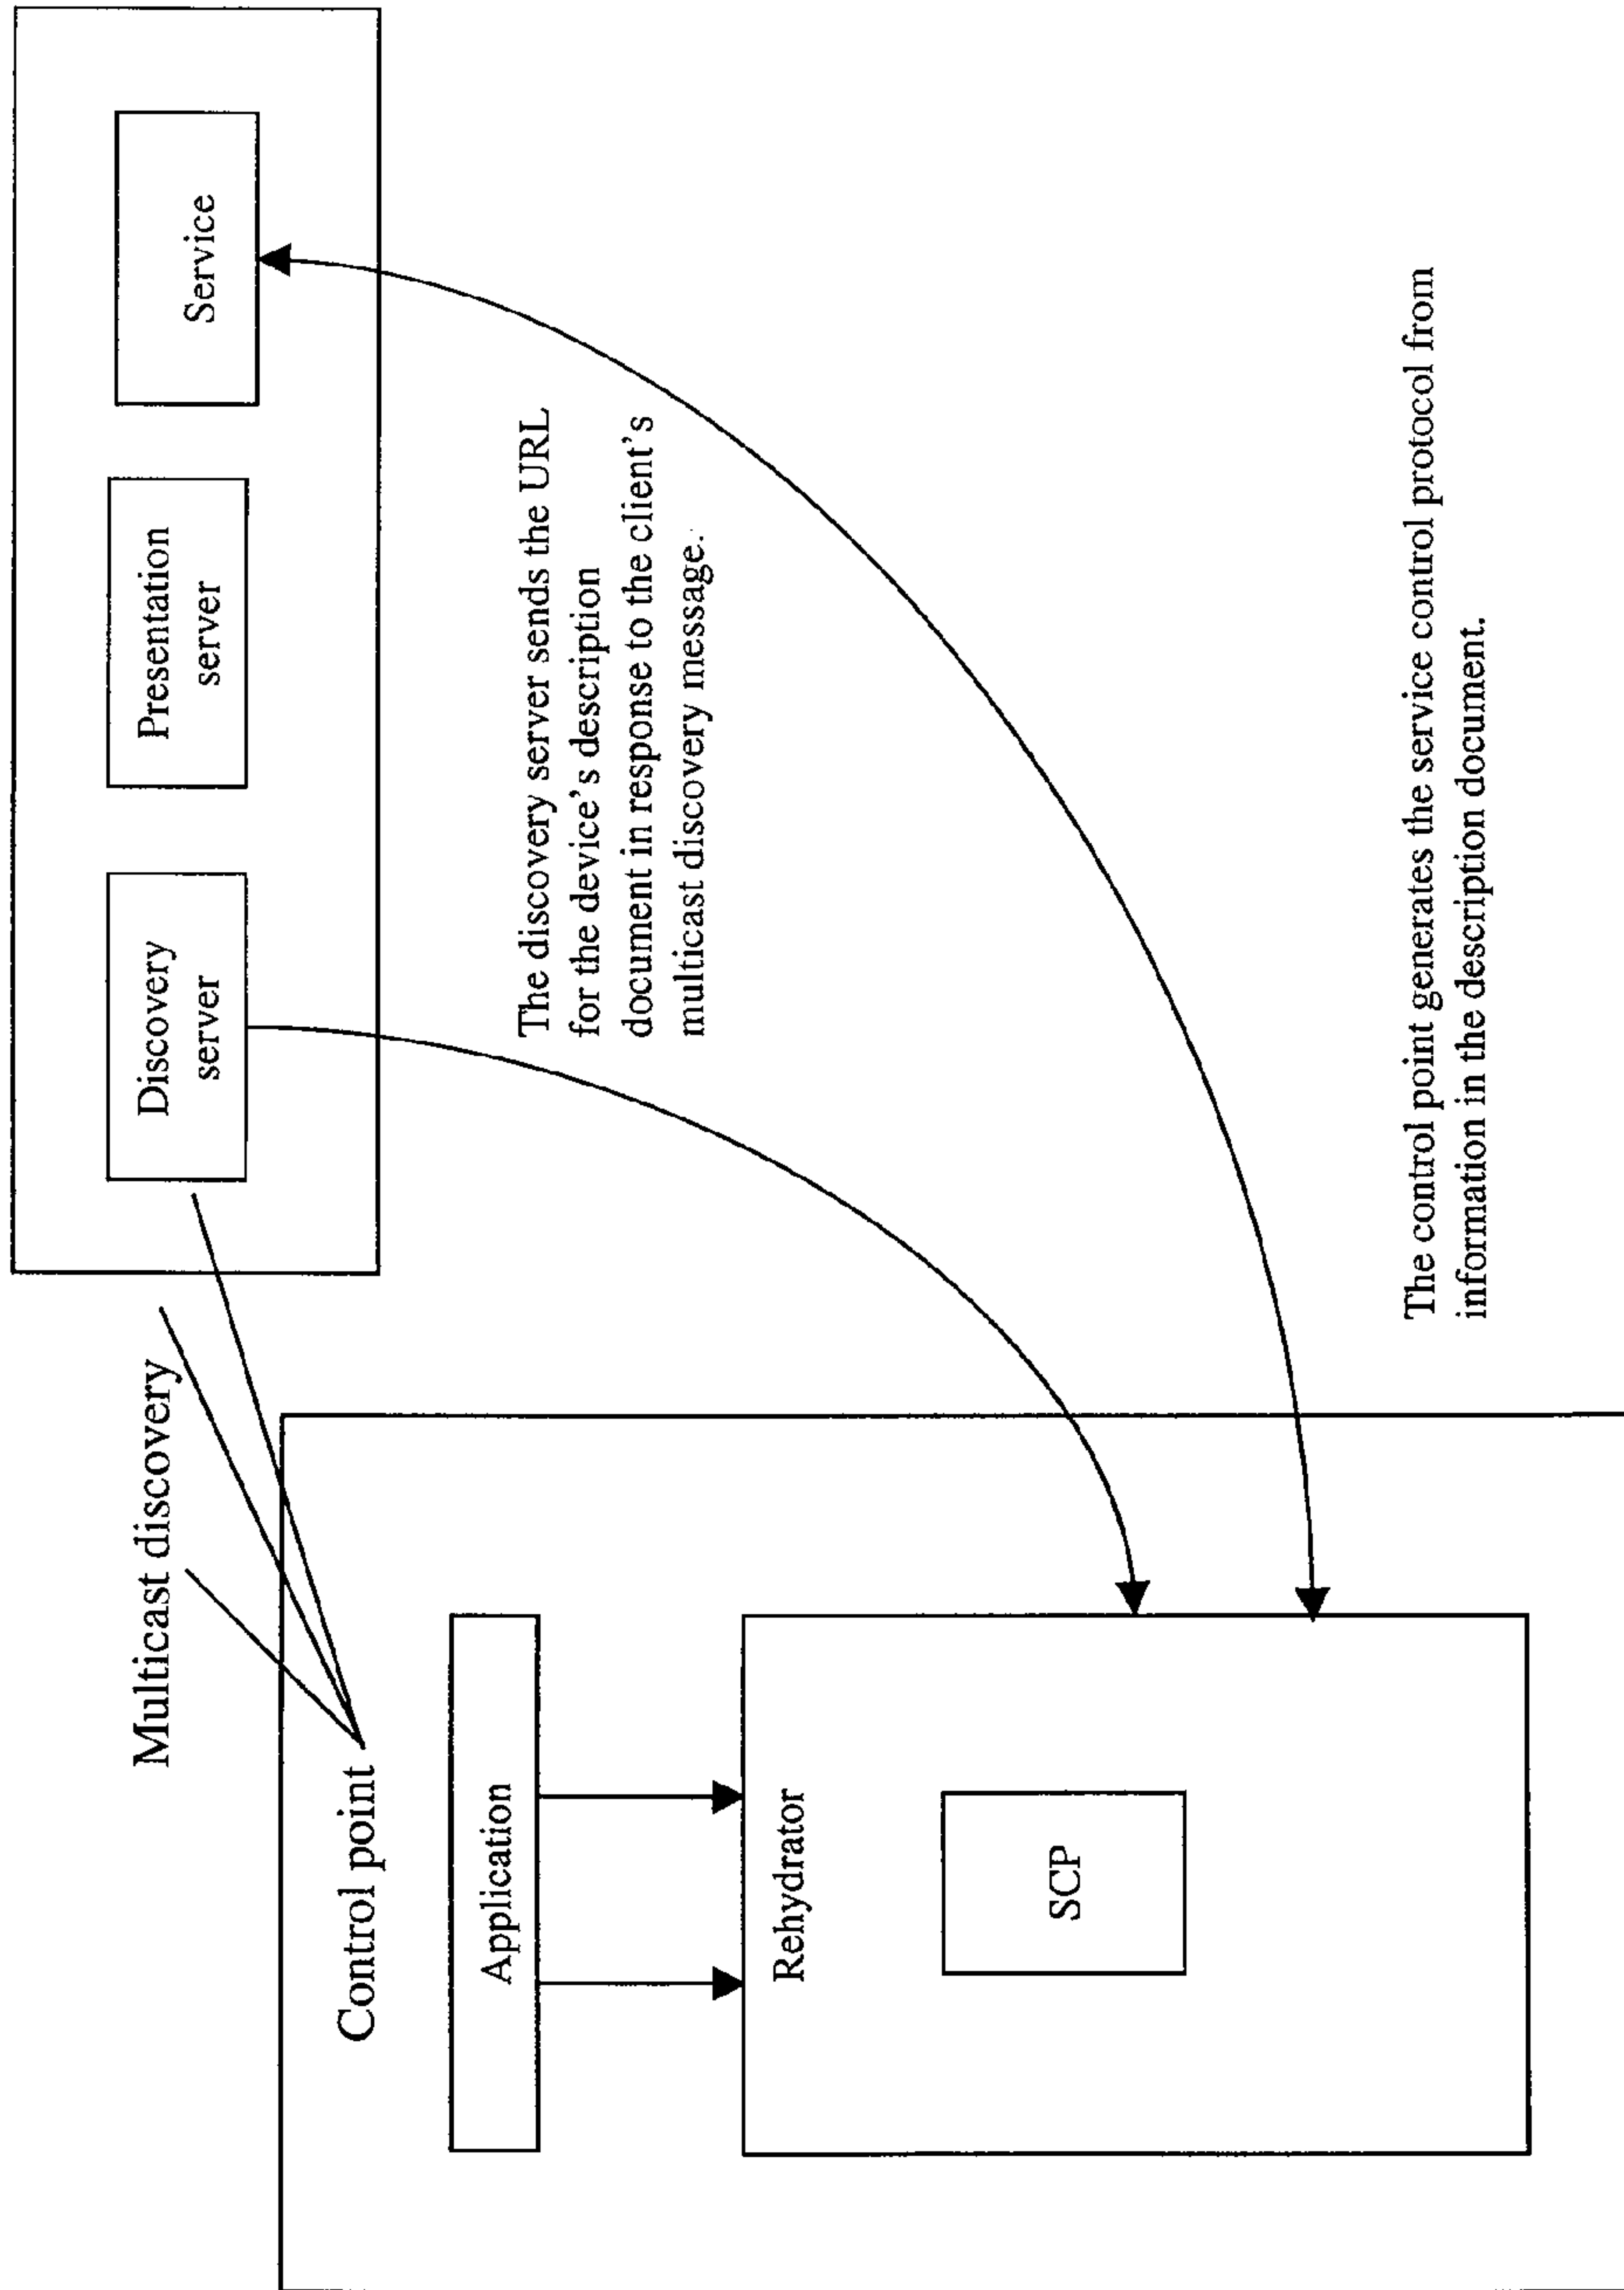 Multicast discovery
Control point
Application
Rehydrator
SCP
Discovery
server
Presentation
server
Service
The discovery server sends the URL
for the device's description
document in response to the client's
multicast discovery message.
The control point generates the service control protocol from
information in the description document.